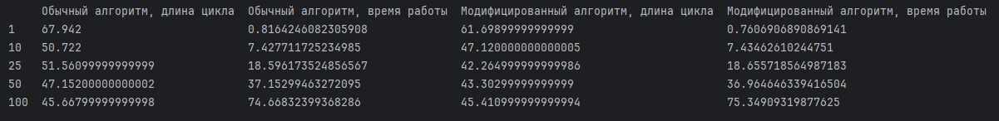 Обычный алгоритм, длина цикла Обычный алгоритм, время работы Модифицированный алгоритм, длина цикла Модифицированный алгоритм, время работы
1 67.942 0.8164246082305908 61.69899999999999 0.7606906890869141
10 50.722 7.427711725234985 47.120000000000005 7.43462610244751
25 51.56099999999999 18.596173524856567 42.264999999999986 18.655718564987183
50 47.15200000000002 37.15299463272095 43.30299999999999 36.964646339416504
100 45.66799999999998 74.66832399368286 45.410999999999994 75.34909319877625